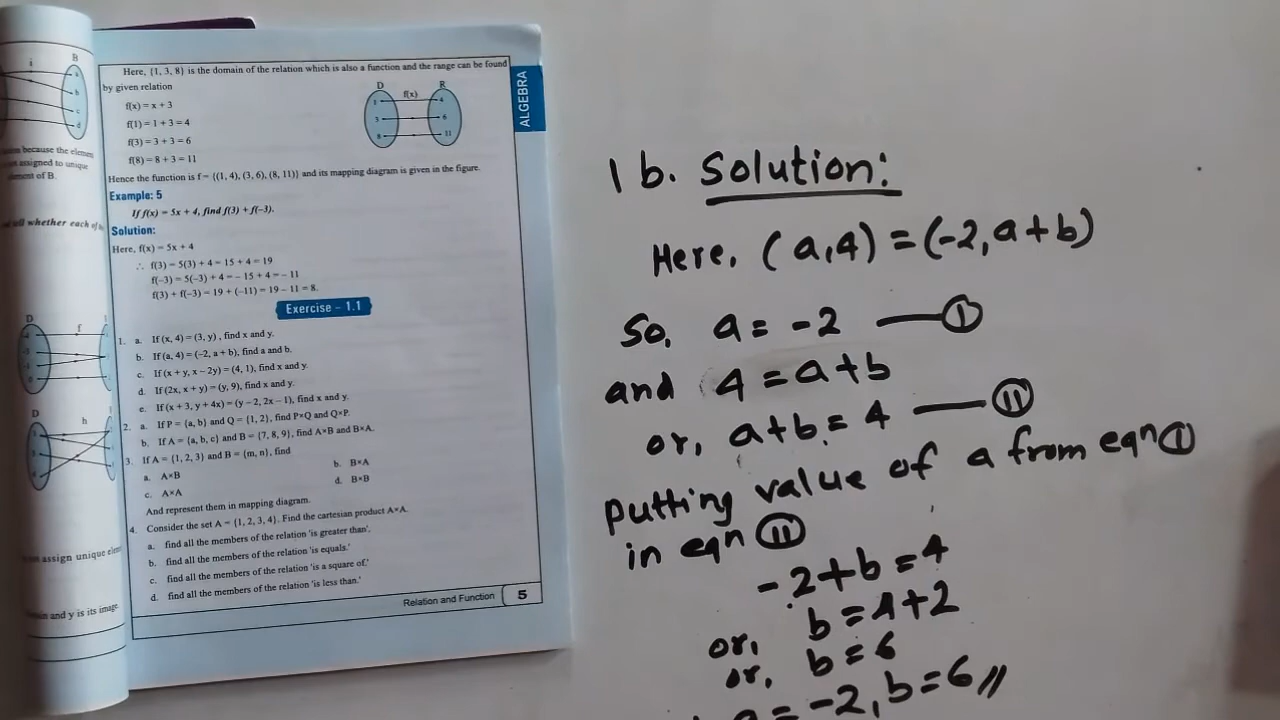 B
i
a
b
c
d
because the elemen
assigned to unique
ment of B.
whether each of
D
f
D
h
assign unique elem
and y is its image.
Here, {1, 3, 8} is the domain of the relation which is also a function and the range can be found
by given relation
f(x) = x + 3
f(1) = 1 + 3 = 4
f(3) = 3 + 3 = 6
f(8) = 8 + 3 = 11
D f(x) R
1 4
3 6
8 11
Hence the function is f = {(1, 4), (3, 6), (8, 11)} and its mapping diagram is given in the figure.
Example: 5
If f(x) = 5x + 4, find f(3) + f(−3).
Solution:
Here, f(x) = 5x + 4
∴ f(3) = 5(3) + 4 = 15 + 4 = 19
f(−3) = 5(−3) + 4 = − 15 + 4 = − 11
f(3) + f(−3) = 19 + (−11) = 19 − 11 = 8.
Exercise - 1.1
1. a. If (x, 4) = (3, y), find x and y.
b. If (a, 4) = (−2, a + b), find a and b.
c. If (x + y, x − 2y) = (4, 1), find x and y.
d. If (2x, x + y) = (y, 9), find x and y.
e. If (x + 3, y + 4x) = (y − 2, 2x − 1), find x and y.
2. a. If P = {a, b} and Q = {1, 2}, find P×Q and Q×P.
b. If A = {a, b, c} and B = {7, 8, 9}, find A×B and B×A.
3. If A = {1, 2, 3} and B = {m, n}, find
a. A×B b. B×A
c. A×A d. B×B
And represent them in mapping diagram.
4. Consider the set A = {1, 2, 3, 4}. Find the cartesian product A×A.
a. find all the members of the relation 'is greater than'.
b. find all the members of the relation 'is equals.'
c. find all the members of the relation 'is a square of.'
d. find all the members of the relation 'is less than.'
Relation and Function 5
ALGEBRA
1 b. Solution:
Here, (a,4) = (-2, a+b)
So, a = -2 — I
and 4 = a+b
or, a+b = 4 — II
putting value of a from eqn I
in eqn II
-2+b = 4
or, b = 4+2
or, b = 6
a = -2, b = 6 //